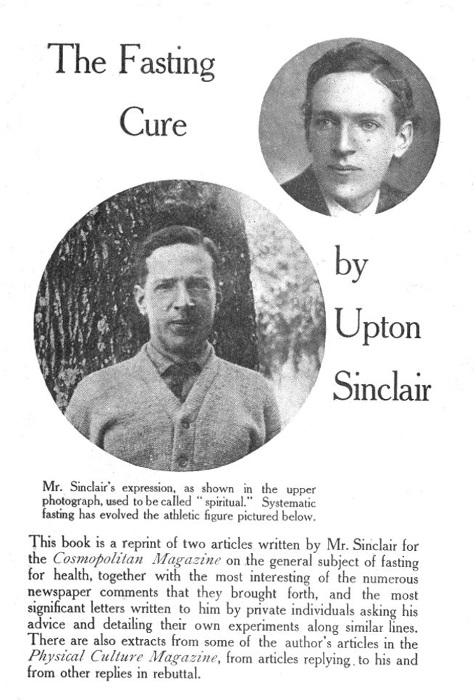 The Fasting
Cure
by
Upton
Sinclair
Mr. Sinclair's expression, as shown in the upper
photograph, used to be called "spiritual." Systematic
fasting has evolved the athletic figure pictured below.
This book is a reprint of two articles written by Mr. Sinclair for
the Cosmopolitan Magazine on the general subject of fasting
for health, together with the most interesting of the numerous
newspaper comments that they brought forth, and the most
significant letters written to him by private individuals asking his
advice and detailing their own experiments along similar lines.
There are also extracts from some of the author's articles in the
Physical Culture Magazine, from articles replying to his and
from other replies in rebuttal.